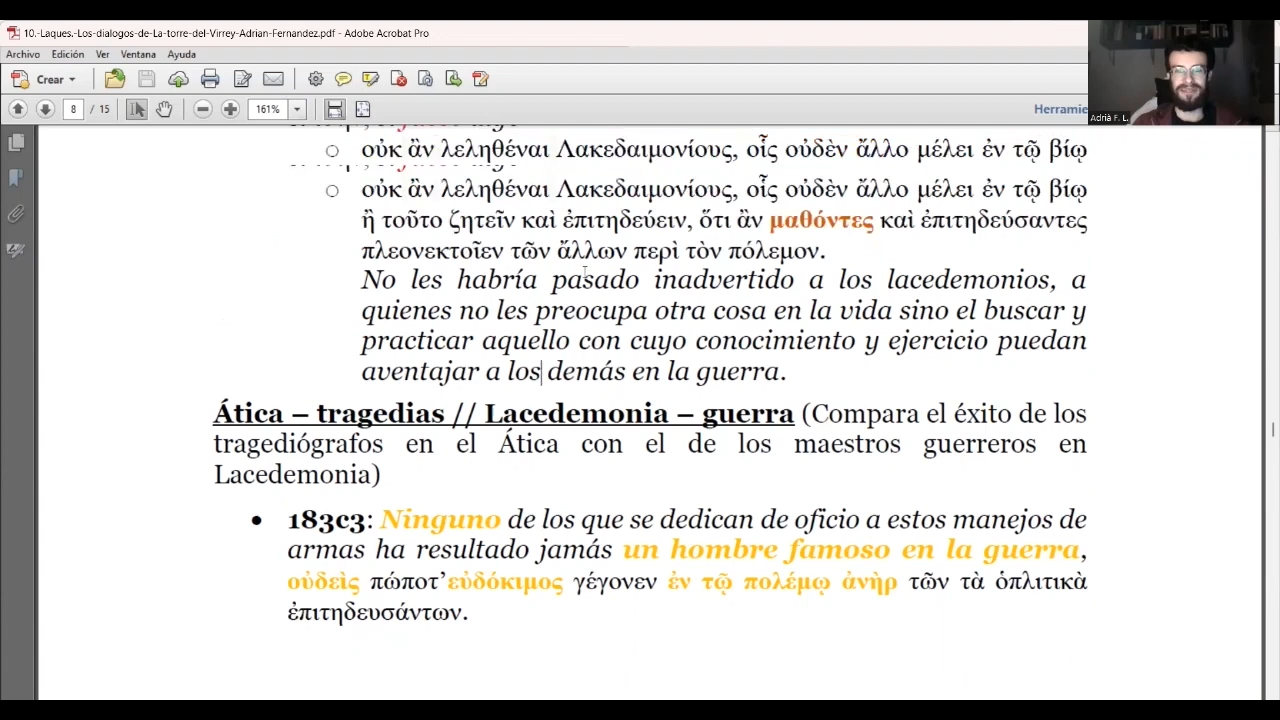 10.-Laques.-Los-dialogos-de-La-torre-del-Virrey-Adrian-Fernandez.pdf - Adobe Acrobat Pro
Archivo Edición Ver Ventana Ayuda
Crear
8 / 15 161% Herramie
Adrià F. L.
οὐκ ἂν λεληθέναι Λακεδαιμονίους, οἷς οὐδὲν ἄλλο μέλει ἐν τῷ βίῳ
οὐκ ἂν λεληθέναι Λακεδαιμονίους, οἷς οὐδὲν ἄλλο μέλει ἐν τῷ βίῳ
ἢ τοῦτο ζητεῖν καὶ ἐπιτηδεύειν, ὅτι ἂν μαθόντες καὶ ἐπιτηδεύσαντες
πλεονεκτοῖεν τῶν ἄλλων περὶ τὸν πόλεμον.
No les habría pasado inadvertido a los lacedemonios, a
quienes no les preocupa otra cosa en la vida sino el buscar y
practicar aquello con cuyo conocimiento y ejercicio puedan
aventajar a los demás en la guerra.
Ática – tragedias // Lacedemonia – guerra (Compara el éxito de los
tragediógrafos en el Ática con el de los maestros guerreros en
Lacedemonia)
• 183c3: Ninguno de los que se dedican de oficio a estos manejos de
armas ha resultado jamás un hombre famoso en la guerra,
οὐδεὶς πώποτ’εὐδόκιμος γέγονεν ἐν τῷ πολέμῳ ἀνὴρ τῶν τὰ ὁπλιτικὰ
ἐπιτηδευσάντων.